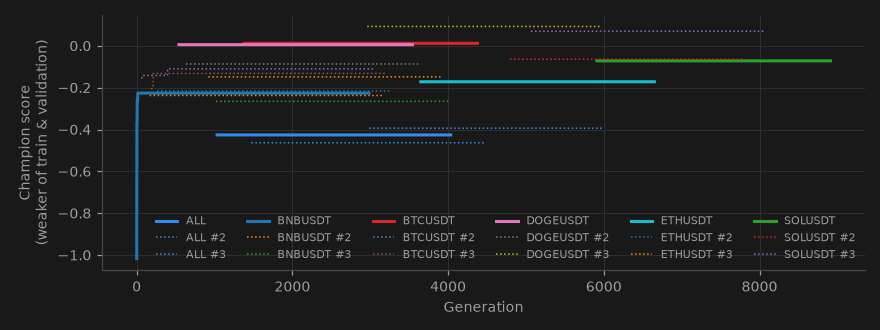 Champion score
(weaker of train & validation)
0.0
−0.2
−0.4
−0.6
−0.8
−1.0
ALL BNBUSDT BTCUSDT DOGEUSDT ETHUSDT SOLUSDT
ALL #2 BNBUSDT #2 BTCUSDT #2 DOGEUSDT #2 ETHUSDT #2 SOLUSDT #2
ALL #3 BNBUSDT #3 BTCUSDT #3 DOGEUSDT #3 ETHUSDT #3 SOLUSDT #3
0 2000 4000 6000 8000
Generation